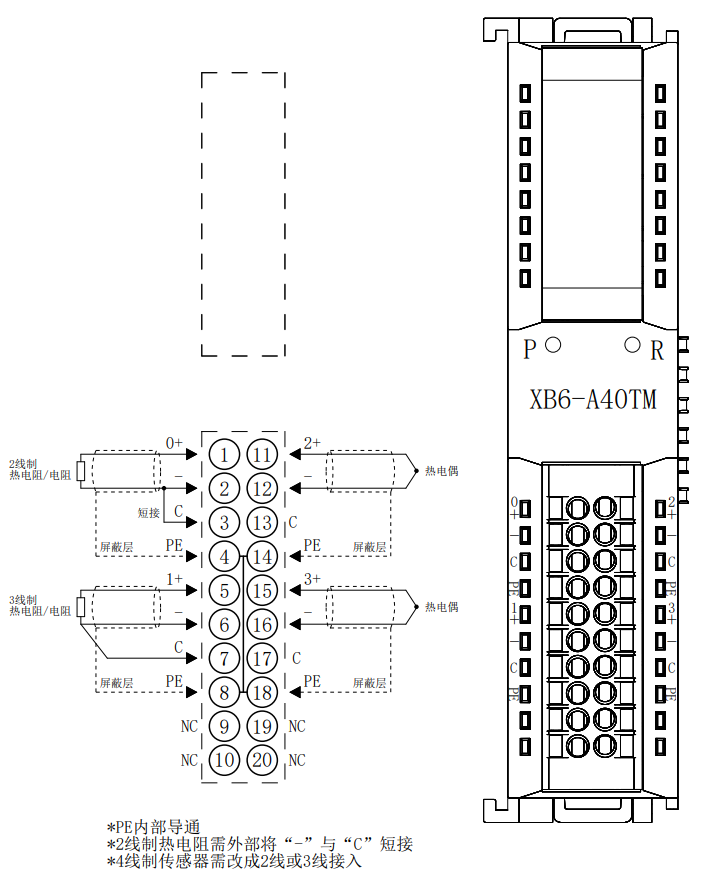 P R
XB6-A40TM
0+ 1 11 2+
2线制
热电阻/电阻
热电偶
- 2 12 -
短接 C 3 13 C
屏蔽层 PE 4 14 PE 屏蔽层
1+ 5 15 3+
3线制
热电阻/电阻
热电偶
- 6 16 -
C 7 17 C
屏蔽层 PE 8 18 PE 屏蔽层
NC 9 19 NC
NC 10 20 NC
0+ 2+
- -
C C
PE PE
1+ 3+
- -
C C
PE PE
*PE内部导通
*2线制热电阻需外部将“-”与“C”短接
*4线制传感器需改成2线或3线接入